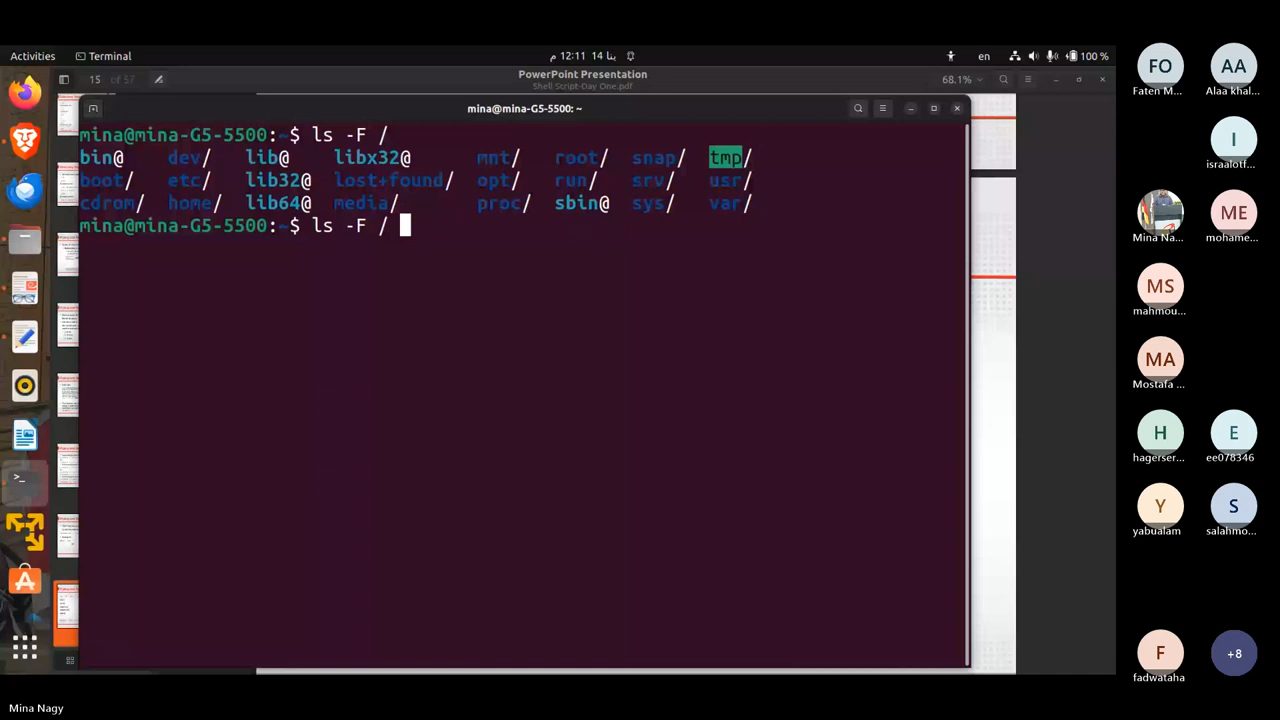 Activities Terminal م 12:11 14 ينا en 100 %
15 of 57 PowerPoint Presentation 68.1%
Shell Script-Day One.pdf
mina@mina-G5-5500: ~
mina@mina-G5-5500:~$ ls -F /
bin@ dev/ lib@ libx32@ mnt/ root/ snap/ tmp/
boot/ etc/ lib32@ lost+found/ opt/ run/ srv/ usr/
cdrom/ home/ lib64@ media/ proc/ sbin@ sys/ var/
mina@mina-G5-5500:~$ ls -F /
FO AA
Faten M... Alaa khal...
I
israalotf...
ME
Mina Na... mohame...
MS
mahmou...
MA
Mostafa ...
H E
hagerser... ee078346
Y S
yabualam salahmo...
F +8
fadwataha
Mina Nagy